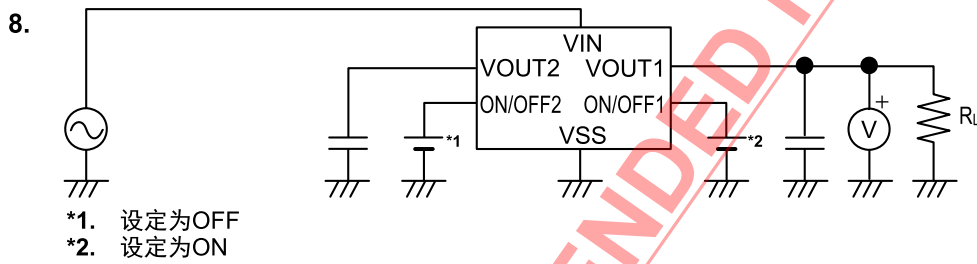 8.
VIN
VOUT2 VOUT1
ON/OFF2 ON/OFF1
VSS
*1
*2
+
V
RL
*1. 设定为OFF
*2. 设定为ON
ENDED